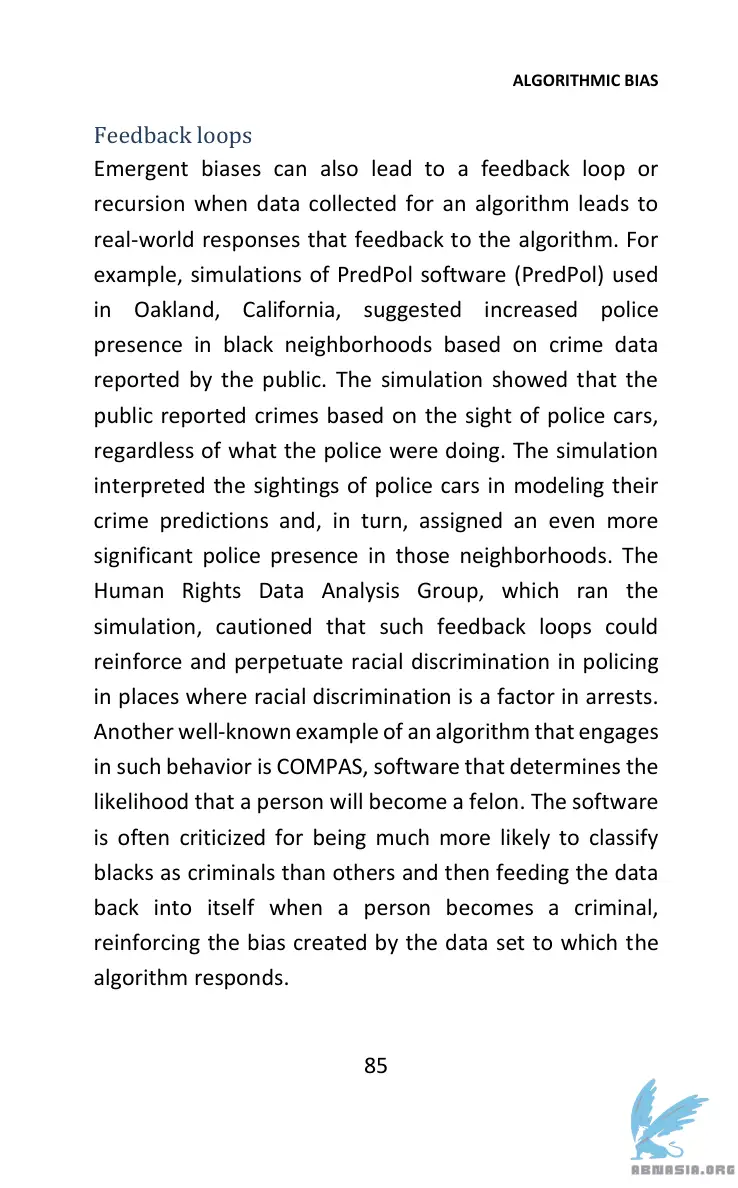 ALGORITHMIC BIAS
Feedback loops
Emergent biases can also lead to a feedback loop or
recursion when data collected for an algorithm leads to
real-world responses that feedback to the algorithm. For
example, simulations of PredPol software (PredPol) used
in Oakland, California, suggested increased police
presence in black neighborhoods based on crime data
reported by the public. The simulation showed that the
public reported crimes based on the sight of police cars,
regardless of what the police were doing. The simulation
interpreted the sightings of police cars in modeling their
crime predictions and, in turn, assigned an even more
significant police presence in those neighborhoods. The
Human Rights Data Analysis Group, which ran the
simulation, cautioned that such feedback loops could
reinforce and perpetuate racial discrimination in policing
in places where racial discrimination is a factor in arrests.
Another well-known example of an algorithm that engages
in such behavior is COMPAS, software that determines the
likelihood that a person will become a felon. The software
is often criticized for being much more likely to classify
blacks as criminals than others and then feeding the data
back into itself when a person becomes a criminal,
reinforcing the bias created by the data set to which the
algorithm responds.
85
ABNASIA.ORG